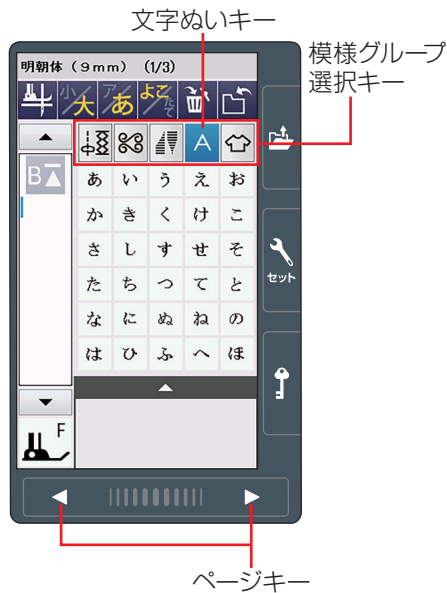 文字ぬいキー
模様グループ
選択キー
明朝体（9mm） (1/3)
小/大 ア/あ よこ/たて
A
B
あ い う え お
か き く け こ
さ し す せ そ
た ち つ て と
な に ぬ ね の
は ひ ふ へ ほ
セット
F
ページキー